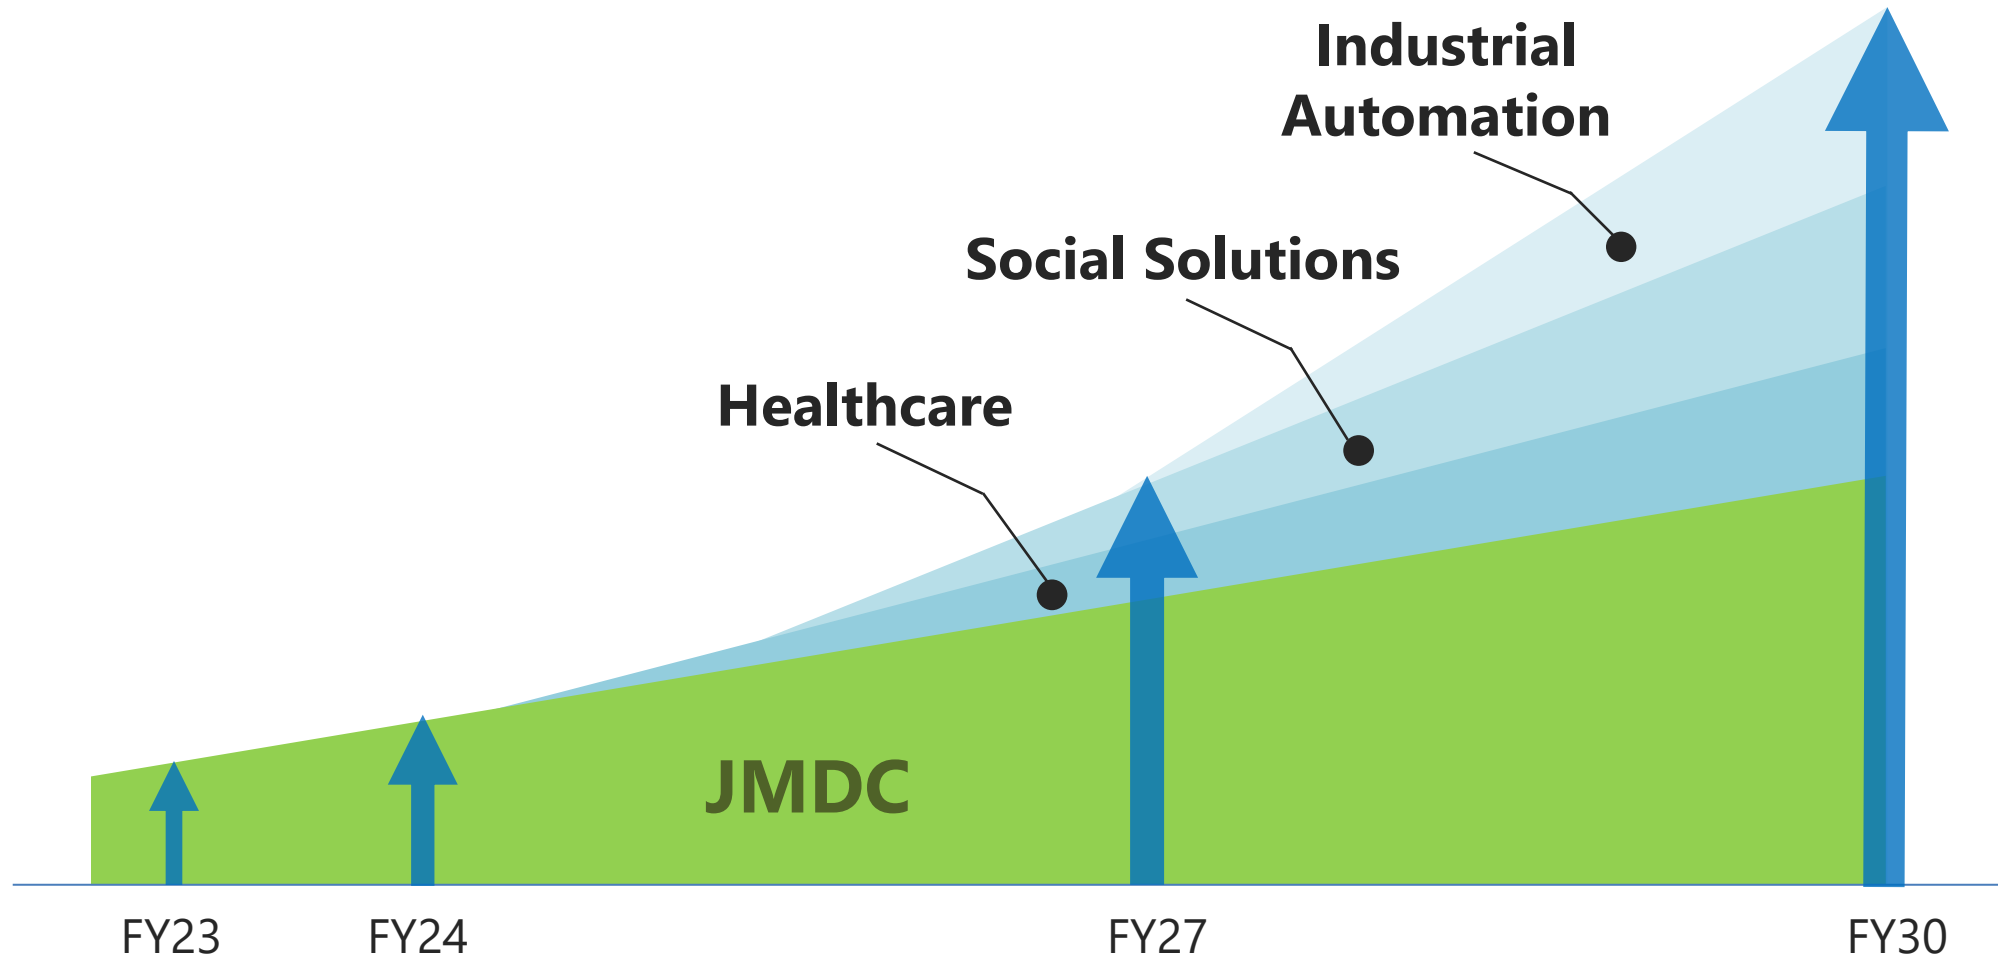 Industrial
Automation
Social Solutions
Healthcare
JMDC
FY23
FY24
FY27
FY30